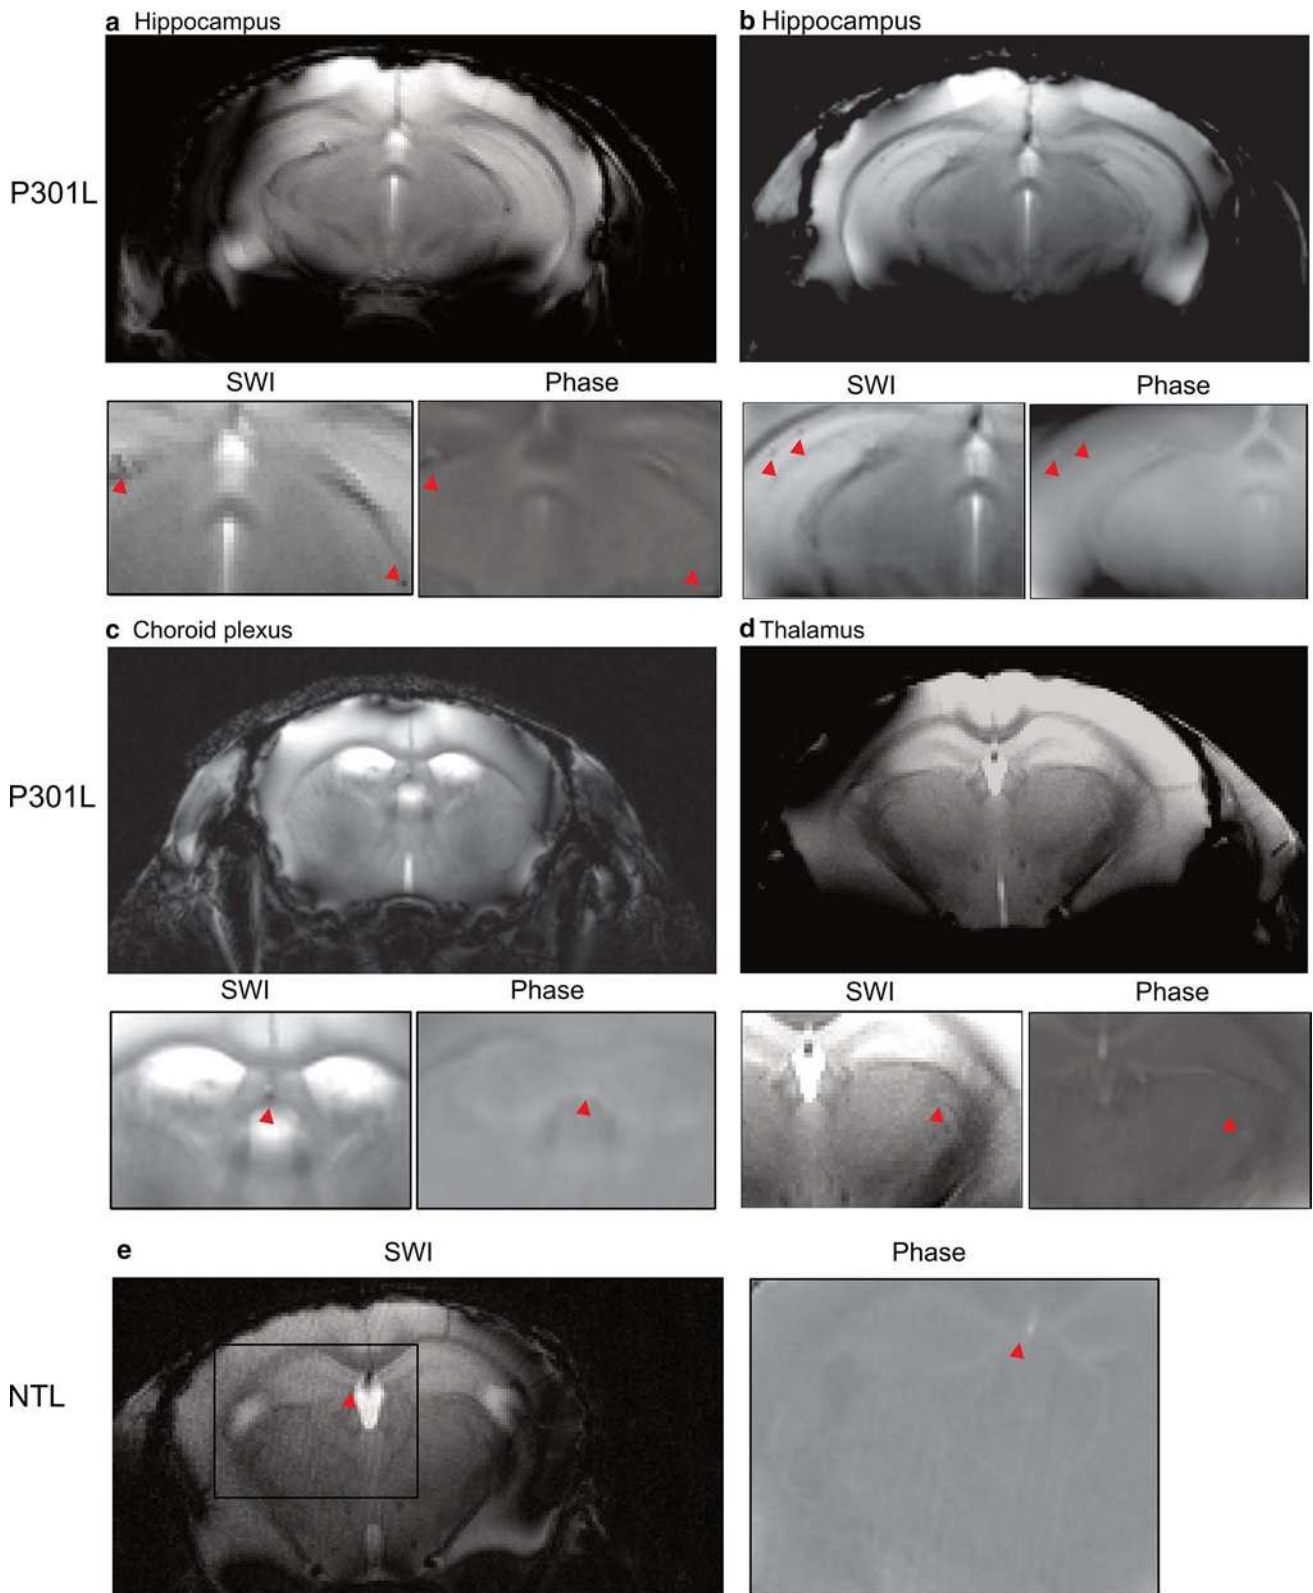 a Hippocampus
b Hippocampus
P301L
SWI
Phase
SWI
Phase
c Choroid plexus
d Thalamus
P301L
SWI
Phase
SWI
Phase
e
SWI
Phase
NTL